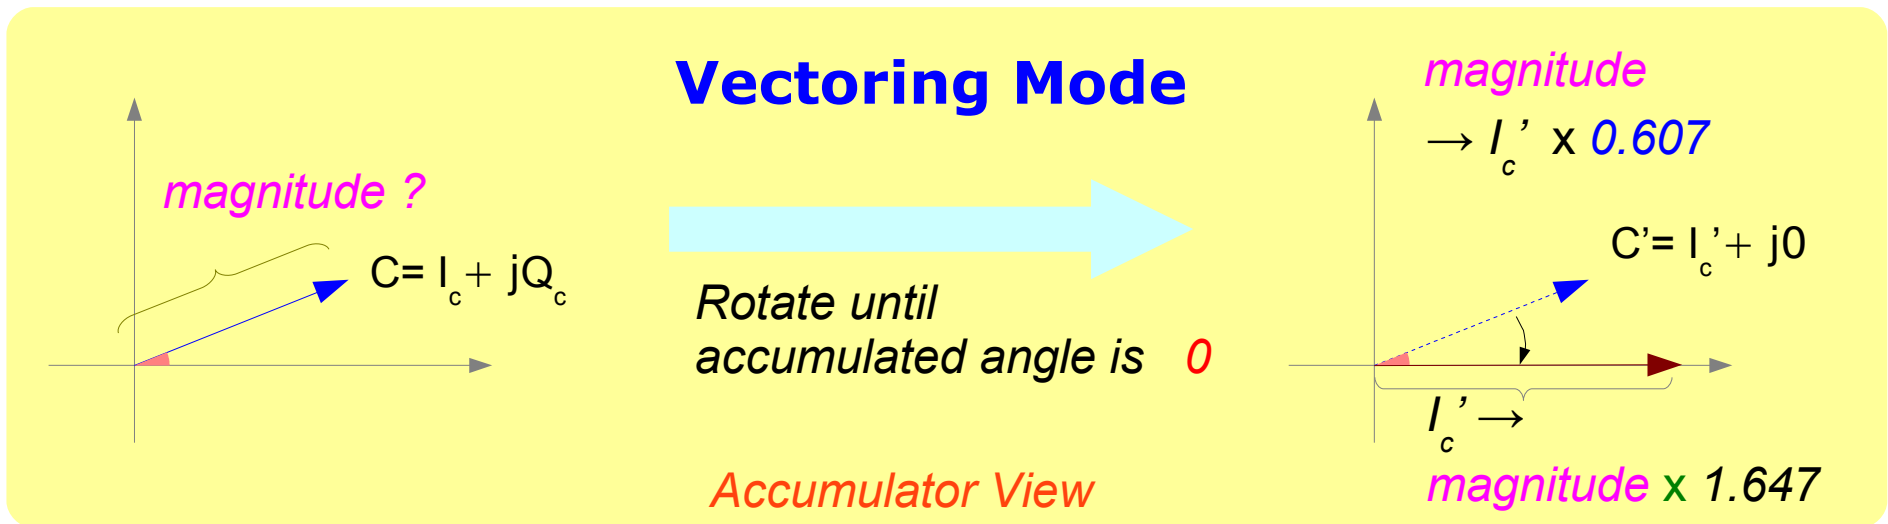 Vectoring Mode
magnitude ?
C= I_c + jQ_c
Rotate until
accumulated angle is 0
Accumulator View
magnitude
→ I_c’ x 0.607
C’= I_c’ + j0
I_c’ →
magnitude x 1.647